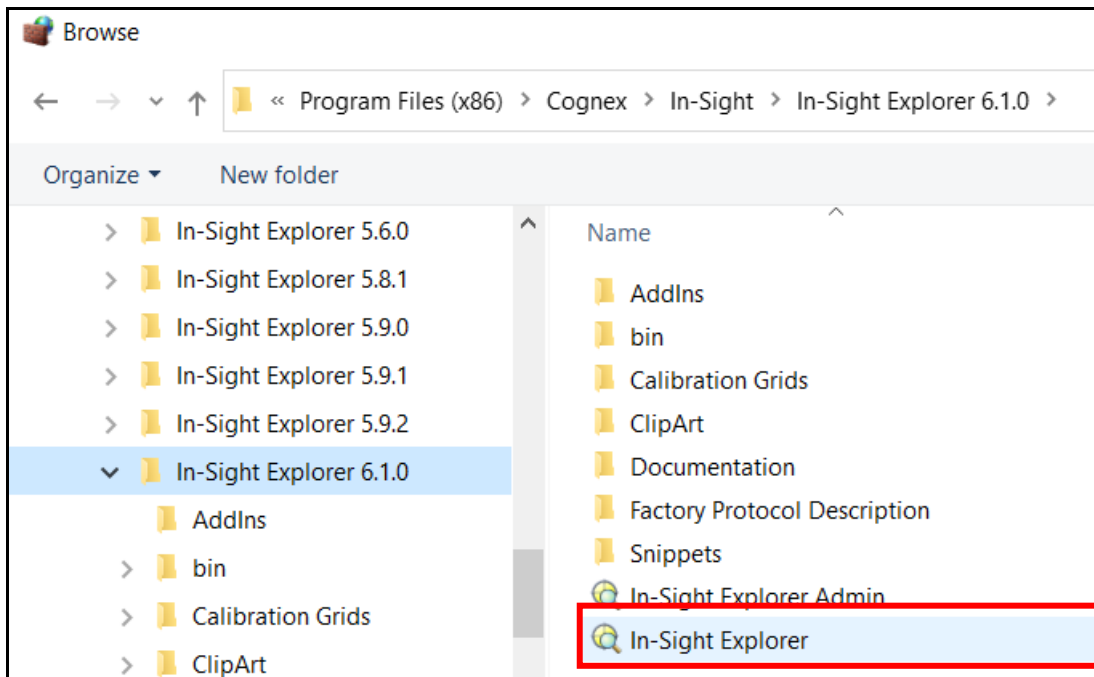 Browse
« Program Files (x86) > Cognex > In-Sight > In-Sight Explorer 6.1.0 >
Organize New folder
In-Sight Explorer 5.6.0
In-Sight Explorer 5.8.1
In-Sight Explorer 5.9.0
In-Sight Explorer 5.9.1
In-Sight Explorer 5.9.2
In-Sight Explorer 6.1.0
AddIns
bin
Calibration Grids
ClipArt
Name
AddIns
bin
Calibration Grids
ClipArt
Documentation
Factory Protocol Description
Snippets
In-Sight Explorer Admin
In-Sight Explorer